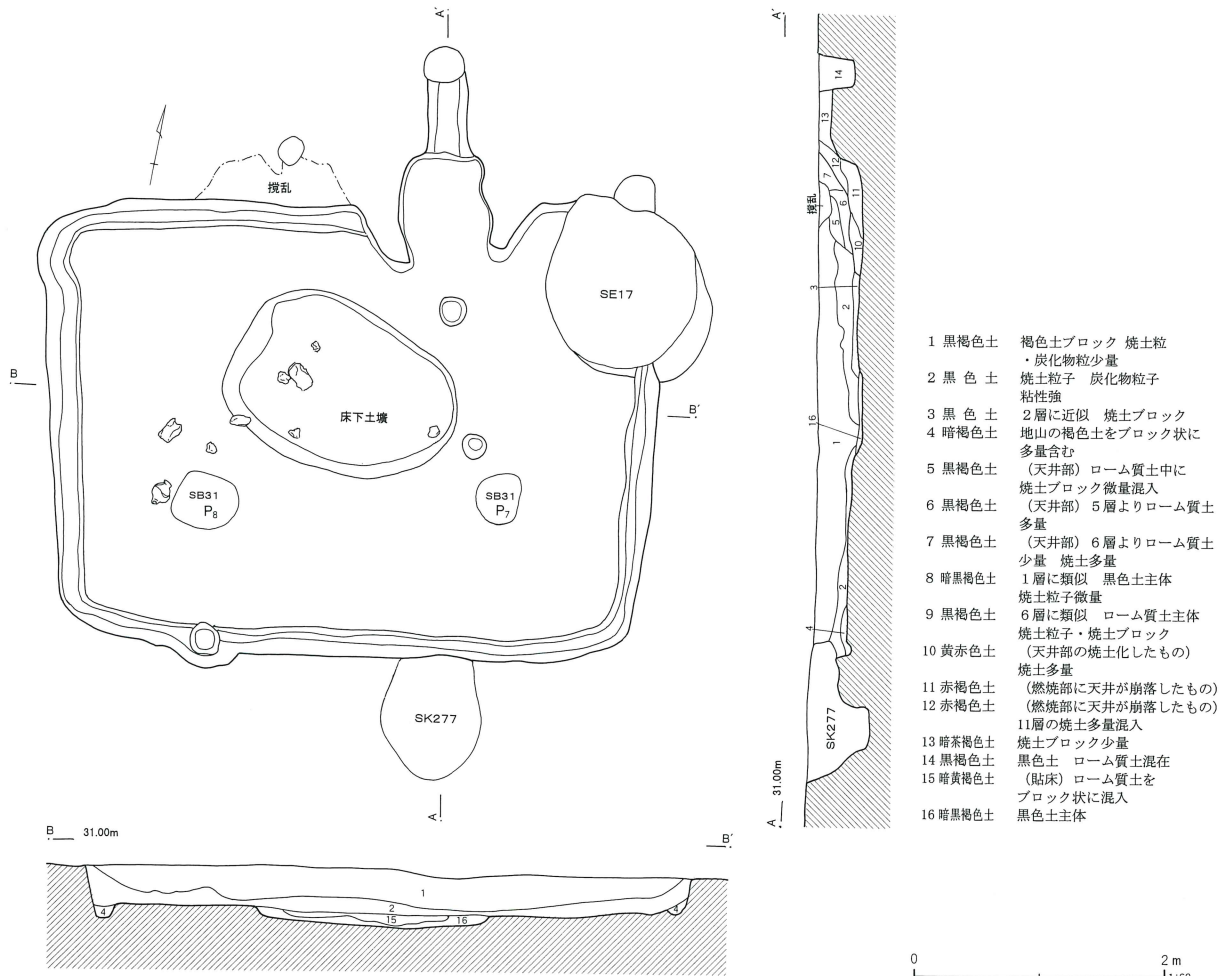 A′
攪乱
SE17
B
B′
床下土壙
SB31
P8
SB31
P7
SK277
A
B 31.00m
B′
1
2
15
16
4
4
A′
14
13
12
7
11
6
攪乱
5
10
3
2
16
1
2
4
SK277
A 31.00m
1 黒褐色土 褐色土ブロック 焼土粒
・炭化物粒少量
2 黒色土 焼土粒子 炭化物粒子
粘性強
3 黒色土 2層に近似 焼土ブロック
4 暗褐色土 地山の褐色土をブロック状に
多量含む
5 黒褐色土 (天井部)ローム質土中に
焼土ブロック微量混入
6 黒褐色土 (天井部)5層よりローム質土
多量
7 黒褐色土 (天井部)6層よりローム質土
少量 焼土多量
8 暗黒褐色土 1層に類似 黒色土主体
焼土粒子微量
9 黒褐色土 6層に類似 ローム質土主体
焼土粒子・焼土ブロック
10 黄赤色土 (天井部の焼土化したもの)
焼土多量
11 赤褐色土 (燃焼部に天井が崩落したもの)
12 赤褐色土 (燃焼部に天井が崩落したもの)
11層の焼土多量混入
13 暗茶褐色土 焼土ブロック少量
14 黒褐色土 黒色土 ローム質土混在
15 暗黄褐色土 (貼床)ローム質土を
ブロック状に混入
16 暗黒褐色土 黒色土主体
0 2 m